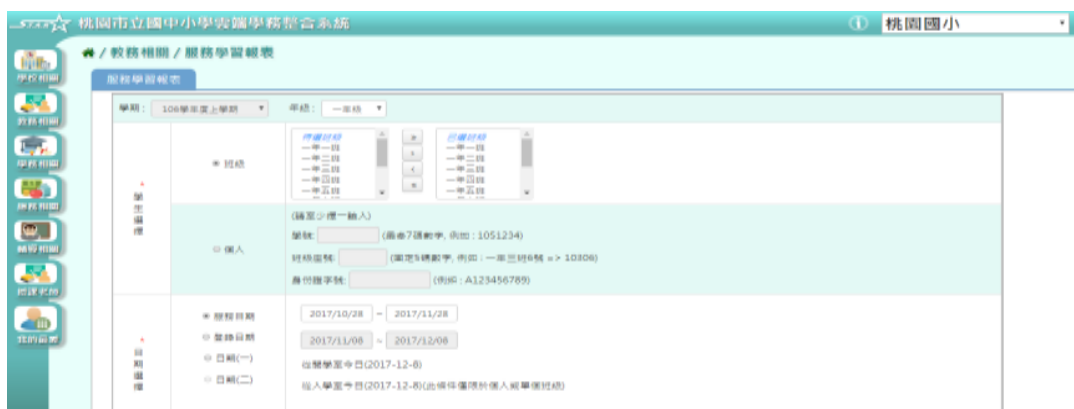 桃園市立國中小學雲端學務整合系統
桃園國小
/ 教務相關 / 服務學習報表
服務學習報表
學期： 106學年度上學期 年級： 一年級
學校相關
教務相關
學務相關
總務相關
輔導相關
授課老師
我的最愛
* 學生選擇
班級
待選班級
一年一班
一年二班
一年三班
一年四班
一年五班
已選班級
一年一班
一年二班
一年三班
一年四班
一年五班
個人
(請至少擇一輸入)
學號: (最多7碼數字, 例如 : 1051234)
班級座號: (固定5碼數字, 例如 : 一年三班6號 => 10306)
身份證字號: (例如 : A123456789)
* 日期選擇
服務日期 2017/10/28 ~ 2017/11/28
登錄日期 2017/11/08 ~ 2017/12/08
日期(一) 從開學至今日(2017-12-8)
日期(二) 從入學至今日(2017-12-8)(此條件僅限於個人或單個班級)